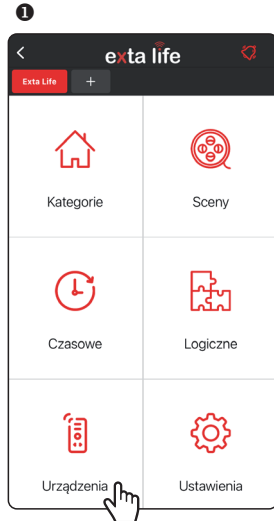 ❶
exta life
Exta Life +
Kategorie Sceny
Czasowe Logiczne
Urządzenia Ustawienia